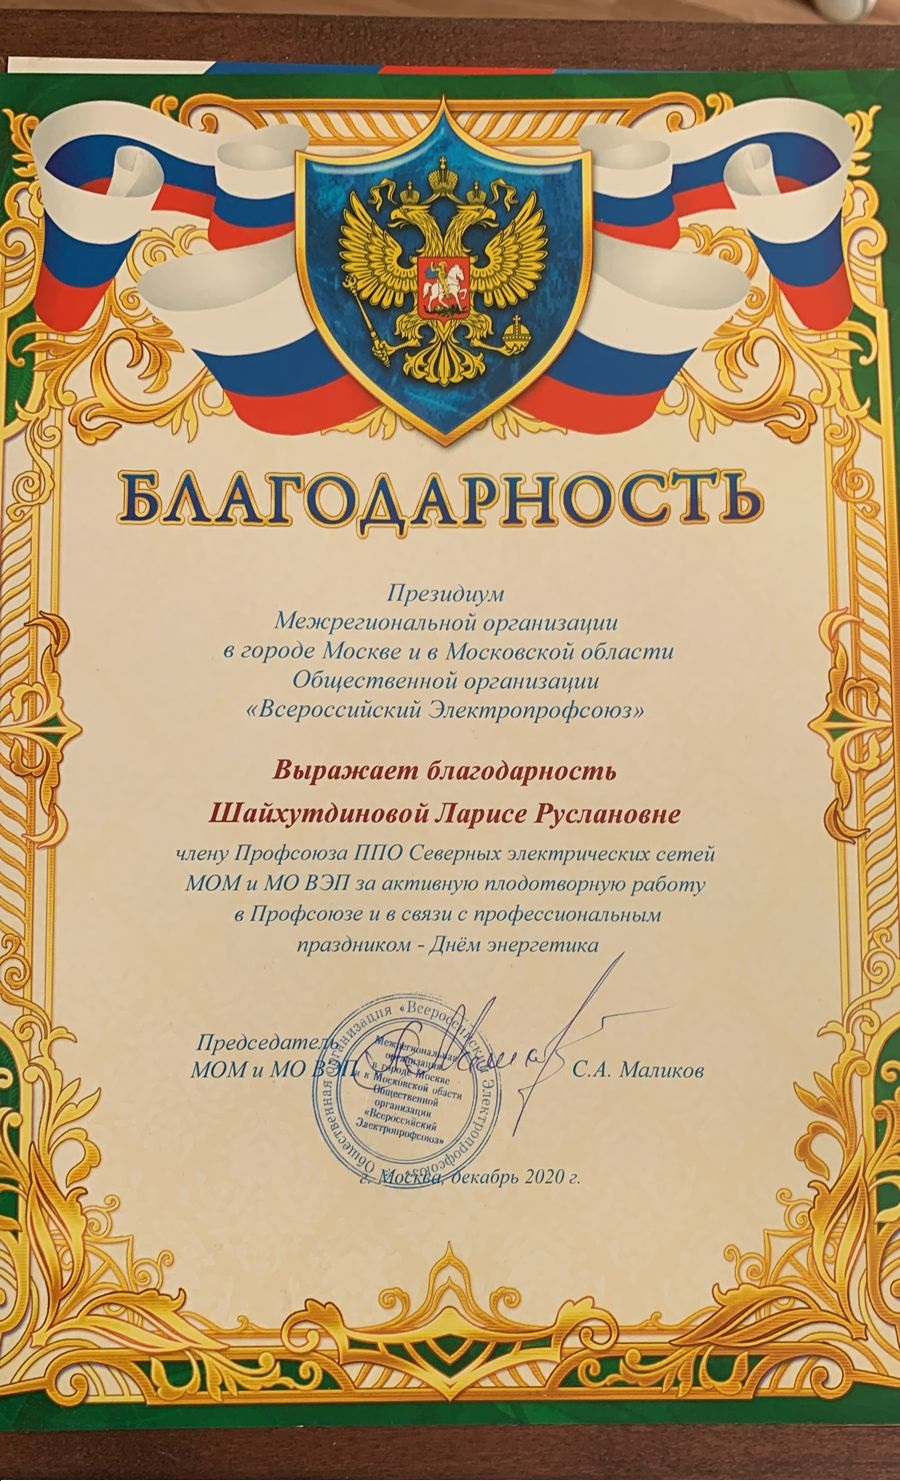 БЛАГОДАРНОСТЬ
Президиум
Межрегиональной организации
в городе Москве и в Московской области
Общественной организации
«Всероссийский Электропрофсоюз»
Выражает благодарность
Шайхутдиновой Ларисе Руслановне
члену Профсоюза ППО Северных электрических сетей
МОМ и МО ВЭП за активную плодотворную работу
в Профсоюзе и в связи с профессиональным
праздником - Днём энергетика
Председатель
МОМ и МО ВЭП
С.А. Маликов
Общественная организация «Всероссийский Электропрофсоюз»
Межрегиональная
организация
в городе Москве
и в Московской области
Общественной
организации
«Всероссийский
Электропрофсоюз»
г. Москва, декабрь 2020 г.